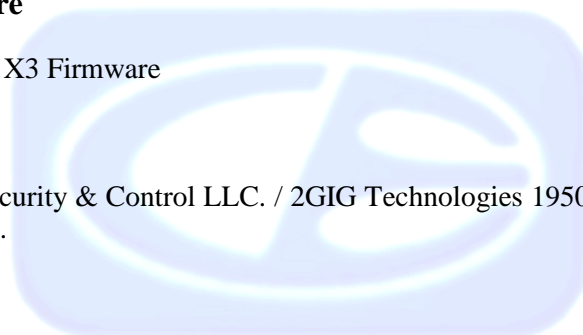 re
X3 Firmware
curity & Control LLC. / 2GIG Technologies 1950
.